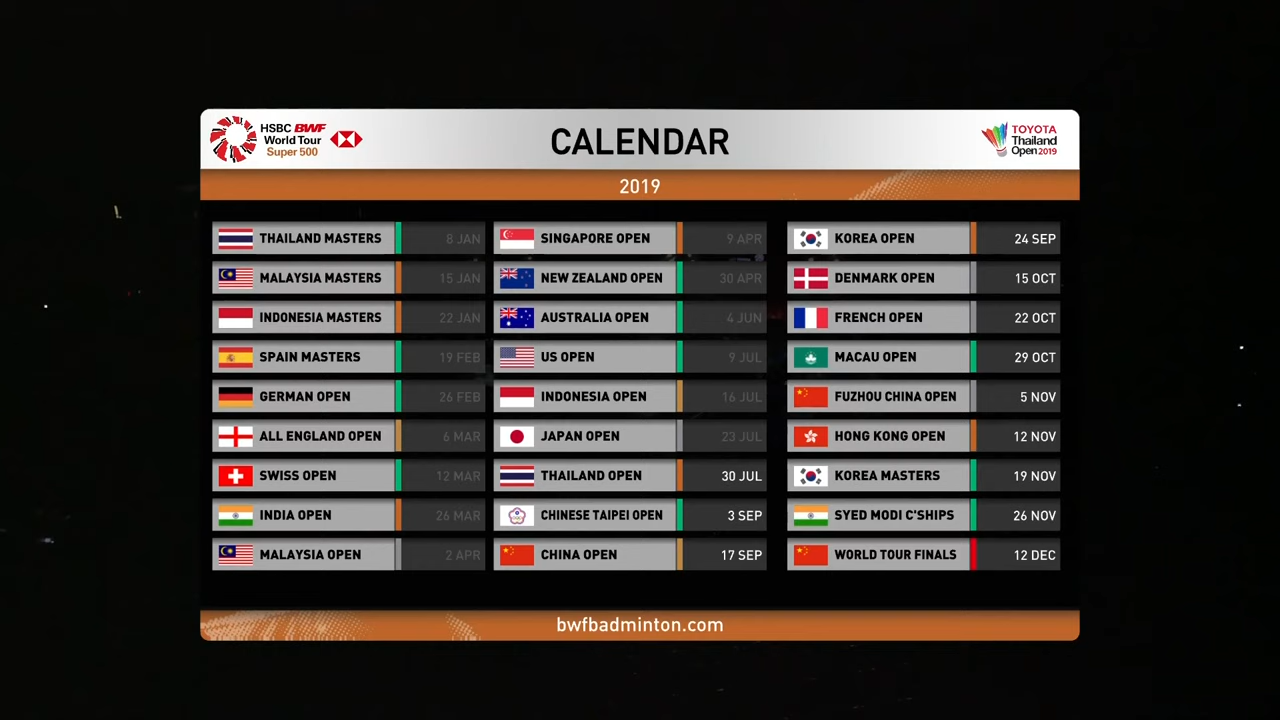 HSBC BWF
World Tour
Super 500
CALENDAR
TOYOTA
Thailand
Open 2019
2019
THAILAND MASTERS 8 JAN
MALAYSIA MASTERS 15 JAN
INDONESIA MASTERS 22 JAN
SPAIN MASTERS 19 FEB
GERMAN OPEN 26 FEB
ALL ENGLAND OPEN 6 MAR
SWISS OPEN 12 MAR
INDIA OPEN 26 MAR
MALAYSIA OPEN 2 APR
SINGAPORE OPEN 9 APR
NEW ZEALAND OPEN 30 APR
AUSTRALIA OPEN 4 JUN
US OPEN 9 JUL
INDONESIA OPEN 16 JUL
JAPAN OPEN 23 JUL
THAILAND OPEN 30 JUL
CHINESE TAIPEI OPEN 3 SEP
CHINA OPEN 17 SEP
KOREA OPEN 24 SEP
DENMARK OPEN 15 OCT
FRENCH OPEN 22 OCT
MACAU OPEN 29 OCT
FUZHOU CHINA OPEN 5 NOV
HONG KONG OPEN 12 NOV
KOREA MASTERS 19 NOV
SYED MODI C'SHIPS 26 NOV
WORLD TOUR FINALS 12 DEC
bwfbadminton.com